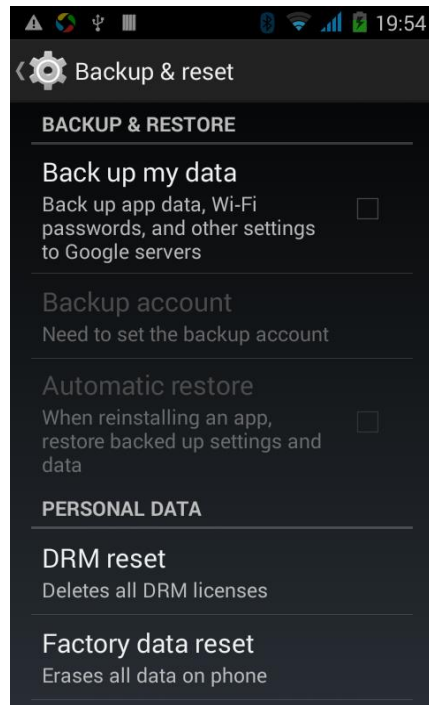 19:54
Backup & reset
BACKUP & RESTORE
Back up my data
Back up app data, Wi-Fi
passwords, and other settings
to Google servers
Backup account
Need to set the backup account
Automatic restore
When reinstalling an app,
restore backed up settings and
data
PERSONAL DATA
DRM reset
Deletes all DRM licenses
Factory data reset
Erases all data on phone